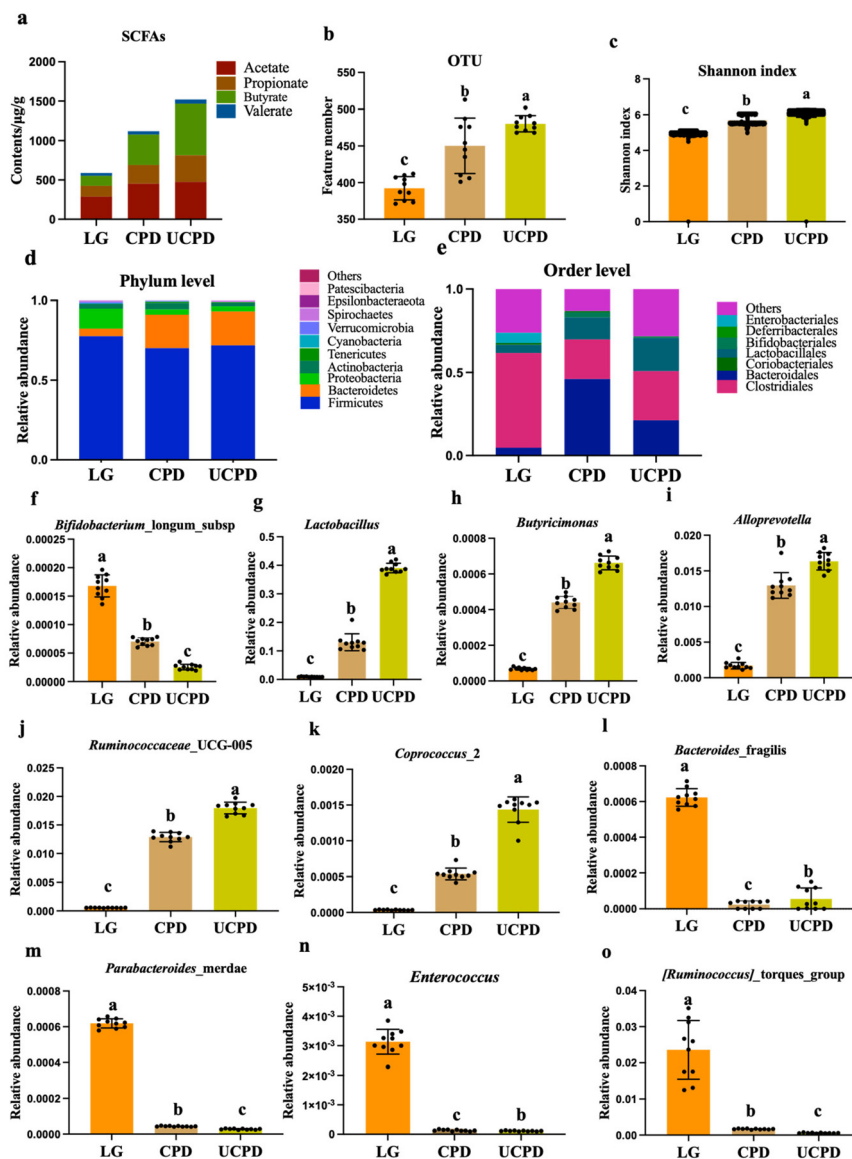 a
SCFAs
2000
1500
1000
500
0
Contents/µg/g
Acetate
Propionate
Butyrate
Valerate
LG CPD UCPD
b
OTU
550
500
450
400
350
Feature member
c b a
LG CPD UCPD
c
Shannon index
8
6
4
2
0
Shannon index
c b a
LG CPD UCPD
d
Phylum level
1.0
0.5
0.0
Relative abundance
Others
Patescibacteria
Epsilonbacteraeota
Spirochaetes
Verrucomicrobia
Cyanobacteria
Tenericutes
Actinobacteria
Proteobacteria
Bacteroidetes
Firmicutes
LG CPD UCPD
e
Order level
1.0
0.5
0.0
Relative abundance
Others
Enterobacteriales
Deferribacterales
Bifidobacteriales
Lactobacillales
Coriobacteriales
Bacteroidales
Clostridiales
LG CPD UCPD
f
Bifidobacterium_longum_subsp
0.00025
0.00020
0.00015
0.00010
0.00005
0.00000
Relative abundance
a b c
LG CPD UCPD
g
Lactobacillus
0.5
0.4
0.3
0.2
0.1
0.0
Relative abundance
c b a
LG CPD UCPD
h
Butyricimonas
0.0008
0.0006
0.0004
0.0002
0.0000
Relative abundance
c b a
LG CPD UCPD
i
Alloprevotella
0.020
0.015
0.010
0.005
0.000
Relative abundance
c b a
LG CPD UCPD
j
Ruminococcaceae_UCG-005
0.025
0.020
0.015
0.010
0.005
0.000
Relative abundance
c b a
LG CPD UCPD
k
Coprococcus_2
0.0020
0.0015
0.0010
0.0005
0.0000
Relative abundance
c b a
LG CPD UCPD
l
Bacteroides_fragilis
0.0008
0.0006
0.0004
0.0002
0.0000
Relative abundance
a c b
LG CPD UCPD
m
Parabacteroides_merdae
0.0008
0.0006
0.0004
0.0002
0.0000
Relative abundance
a b c
LG CPD UCPD
n
Enterococcus
5×10⁻³
4×10⁻³
3×10⁻³
2×10⁻³
1×10⁻³
0
Relative abundance
a c b
LG CPD UCPD
o
[Ruminococcus]_torques_group
0.04
0.03
0.02
0.01
0.00
Relative abundance
a b c
LG CPD UCPD